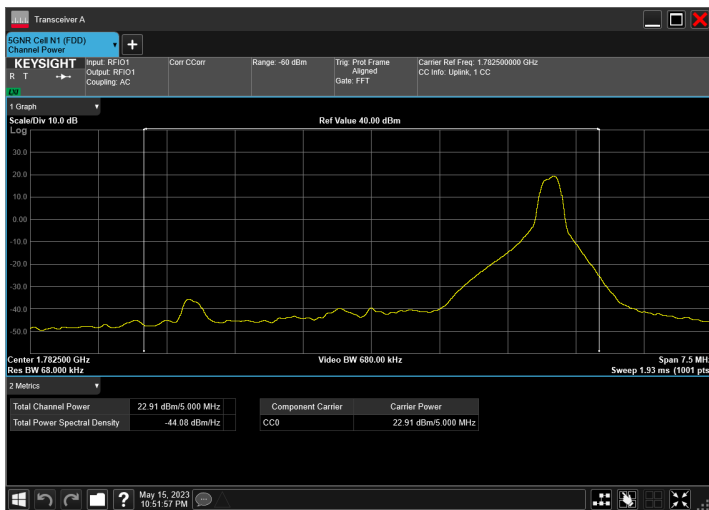 Transceiver A
5GNR Cell N1 (FDD)
Channel Power
KEYSIGHT
R T
LXI
Input: RFIO1
Output: RFIO1
Coupling: AC
Corr CCorr
Range: -60 dBm
Trig: Prot Frame
Aligned
Gate: FFT
Carrier Ref Freq: 1.782500000 GHz
CC Info: Uplink, 1 CC
1 Graph
Scale/Div 10.0 dB
Ref Value 40.00 dBm
Log
30.0
20.0
10.0
0.00
-10.0
-20.0
-30.0
-40.0
-50.0
Center 1.782500 GHz
Video BW 680.00 kHz
Span 7.5 MH
Res BW 68.000 kHz
Sweep 1.93 ms (1001 pts
2 Metrics
Total Channel Power 22.91 dBm/5.000 MHz
Total Power Spectral Density -44.08 dBm/Hz
Component Carrier Carrier Power
CC0 22.91 dBm/5.000 MHz
?
May 15, 2023
10:51:57 PM